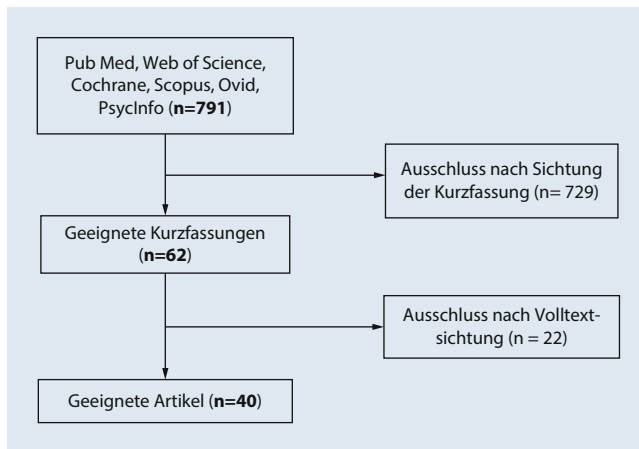 Pub Med, Web of Science,
Cochrane, Scopus, Ovid,
PsycInfo (n=791)
Ausschluss nach Sichtung
der Kurzfassung (n= 729)
Geeignete Kurzfassungen
(n=62)
Ausschluss nach Volltext-
sichtung (n = 22)
Geeignete Artikel (n=40)